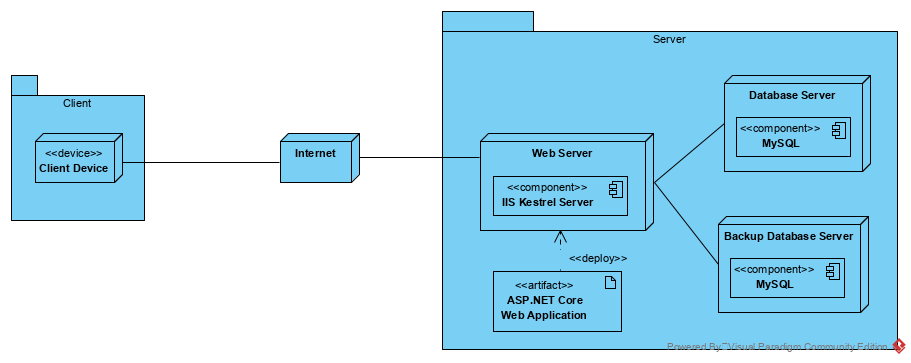 Server
Client
<<device>>
Client Device
Internet
Web Server
<<component>>
IIS Kestrel Server
<<deploy>>
<<artifact>>
ASP.NET Core
Web Application
Database Server
<<component>>
MySQL
Backup Database Server
<<component>>
MySQL
Powered By Visual Paradigm Community Edition